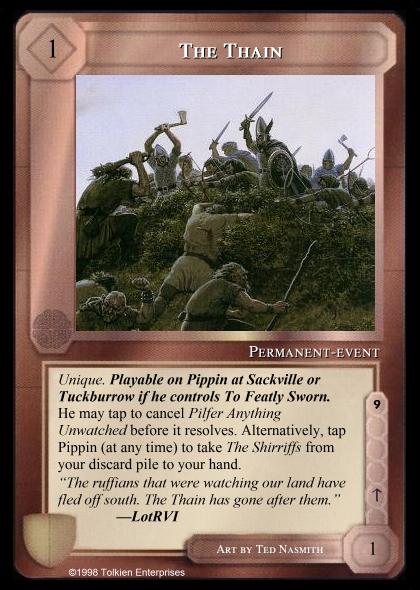 1
THE THAIN
PERMANENT-EVENT
Unique. Playable on Pippin at Sackville or
Tuckburrow if he controls To Featly Sworn.
He may tap to cancel Pilfer Anything
Unwatched before it resolves. Alternatively, tap
Pippin (at any time) to take The Shirriffs from
your discard pile to your hand.
“The ruffians that were watching our land have
fled off south. The Thain has gone after them.”
—LotRVI
9
↑
ART BY TED NASMITH
1
©1998 Tolkien Enterprises